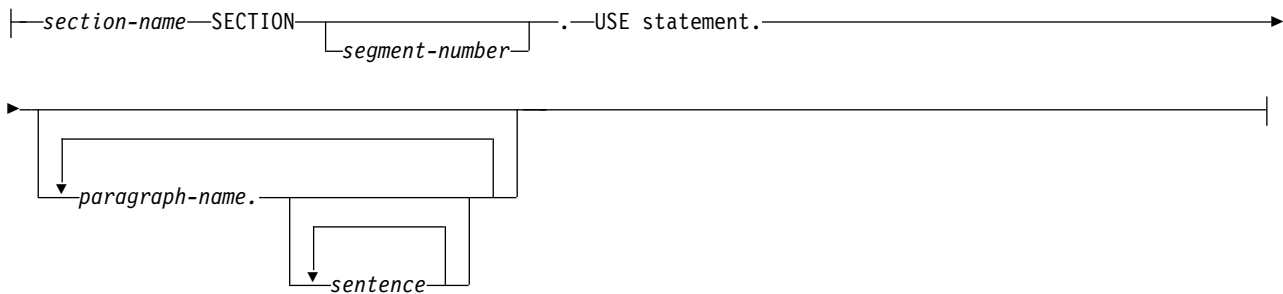 section-name SECTION . USE statement.
segment-number
paragraph-name.
sentence